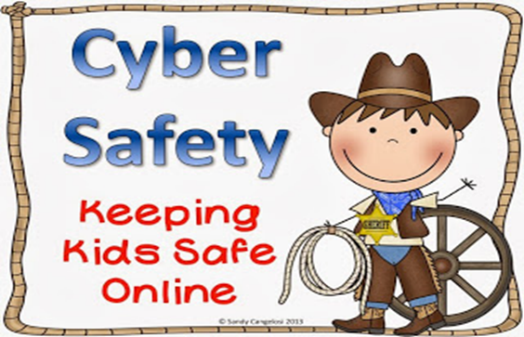 Cyber
Safety
Keeping
Kids Safe
Online
© Sandy Cangelosi 2013